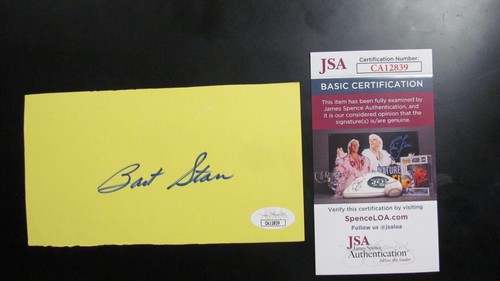 Bart Starr
CA12839
JSA
Certification Number:
CA12839
BASIC CERTIFICATION
This item has been fully examined by
James Spence Authentication, and
it is our considered opinion that the
signature(s) is/are genuine.
Verify this certification by visiting
SpenceLOA.com
Follow us @jsaloa
JSA
James Spence
Authentication